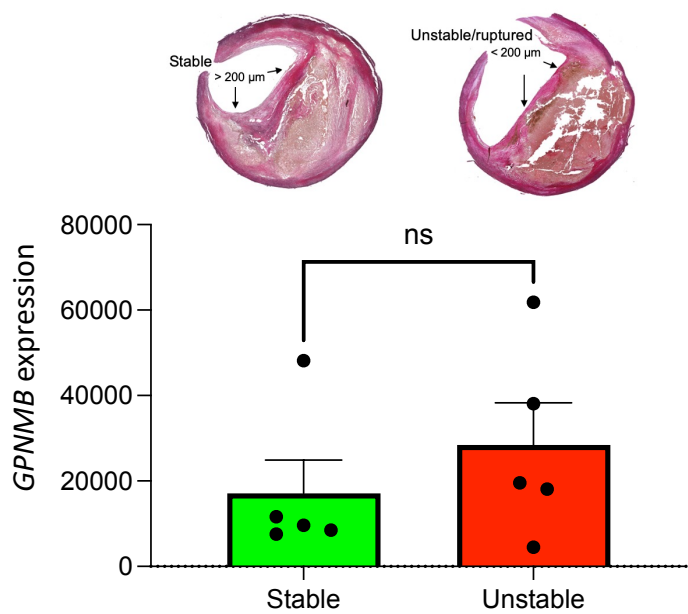 Stable
> 200 µm
Unstable/ruptured
< 200 µm
ns
GPNMB expression
80000
60000
40000
20000
0
Stable
Unstable